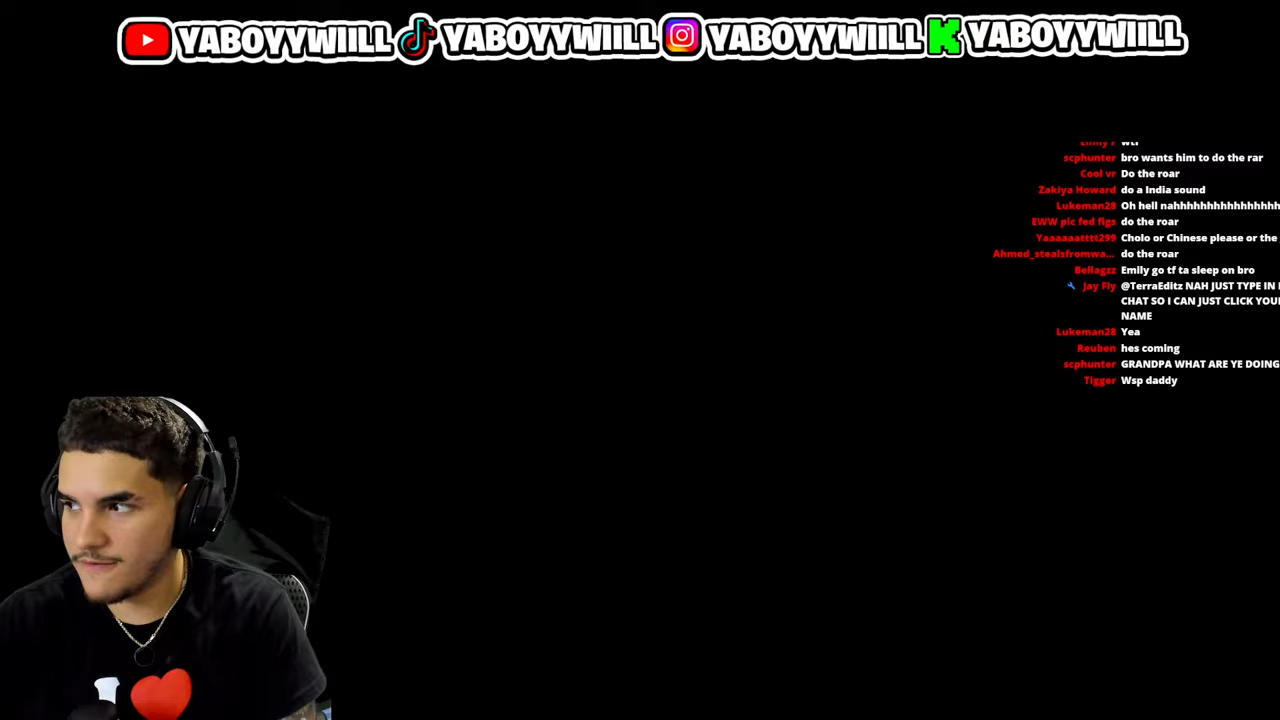 YABOYYWIILL YABOYYWIILL YABOYYWIILL YABOYYWIILL
scphunter bro wants him to do the rar
Cool vr Do the roar
Zakiya Howard do a India sound
Lukeman28 Oh hell nahhhhhhhhhhhhhhhh
EWW pic fed figs do the roar
Yaaaaaatttt299 Cholo or Chinese please or the
Ahmed_stealsfromwa... do the roar
Bellagzz Emily go tf ta sleep on bro
Jay Fly @TerraEditz NAH JUST TYPE IN
CHAT SO I CAN JUST CLICK YOUR
NAME
Lukeman28 Yea
Reuben hes coming
scphunter GRANDPA WHAT ARE YE DOING
Tigger Wsp daddy
I